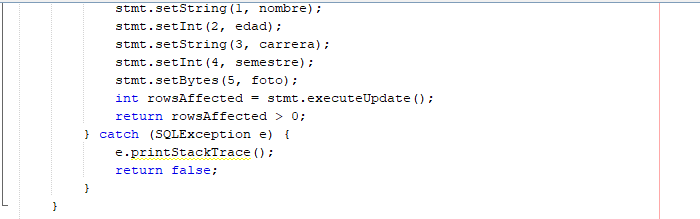 stmt.setString(1, nombre);
stmt.setInt(2, edad);
stmt.setString(3, carrera);
stmt.setInt(4, semestre);
stmt.setBytes(5, foto);
int rowsAffected = stmt.executeUpdate();
return rowsAffected > 0;
} catch (SQLException e) {
e.printStackTrace();
return false;
}
}